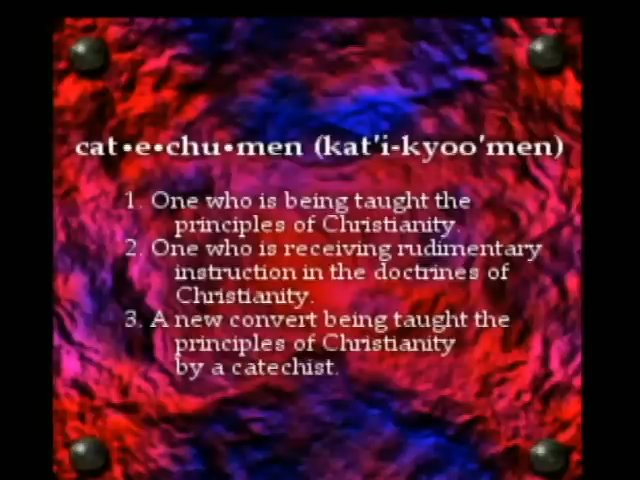 cat•e•chu•men (kat'i-kyoo'men)
1. One who is being taught the
principles of Christianity.
2. One who is receiving rudimentary
instruction in the doctrines of
Christianity.
3. A new convert being taught the
principles of Christianity
by a catechist.